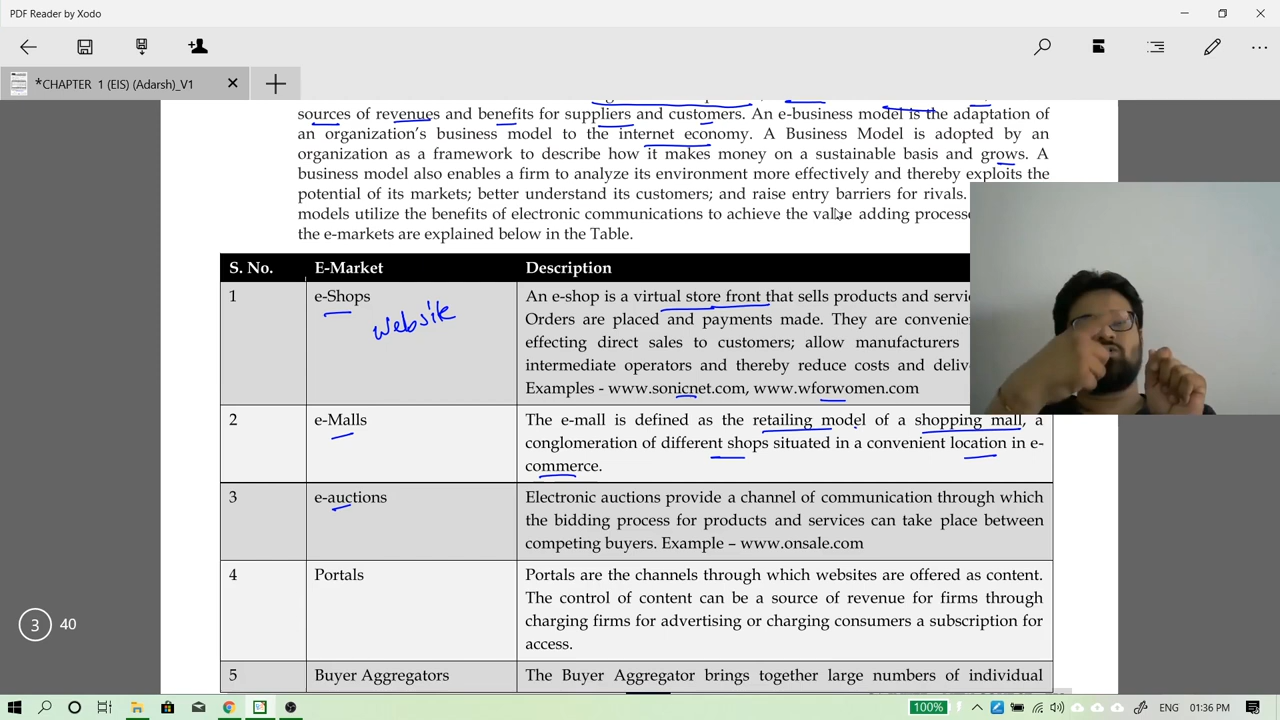 PDF Reader by Xodo
*CHAPTER 1 (EIS) (Adarsh)_V1
sources of revenues and benefits for suppliers and customers. An e-business model is the adaptation
of an organization's business model to the internet economy. A Business Model is adopted by an
organization as a framework to describe how it makes money on a sustainable basis and grows. A
business model also enables a firm to analyze its environment more effectively and thereby exploits the
potential of its markets; better understand its customers; and raise entry barriers for rivals.
models utilize the benefits of electronic communications to achieve the value adding
the e-markets are explained below in the Table.
S. No. E-Market Description
1 e-Shops An e-shop is a virtual store front that sells products and
website
Orders are placed and payments made. They are
effecting direct sales to customers; allow manufacturers
intermediate operators and thereby reduce costs and
Examples - www.sonicnet.com, www.wforwomen.com
2 e-Malls The e-mall is defined as the retailing model of a shopping mall, a
conglomeration of different shops situated in a convenient location in e-
commerce.
3 e-auctions Electronic auctions provide a channel of communication through which
the bidding process for products and services can take place between
competing buyers. Example – www.onsale.com
4 Portals Portals are the channels through which websites are offered as content.
The control of content can be a source of revenue for firms through
charging firms for advertising or charging consumers a subscription for
access.
5 Buyer Aggregators The Buyer Aggregator brings together large numbers of individual
3 40
100% ENG 01:36 PM